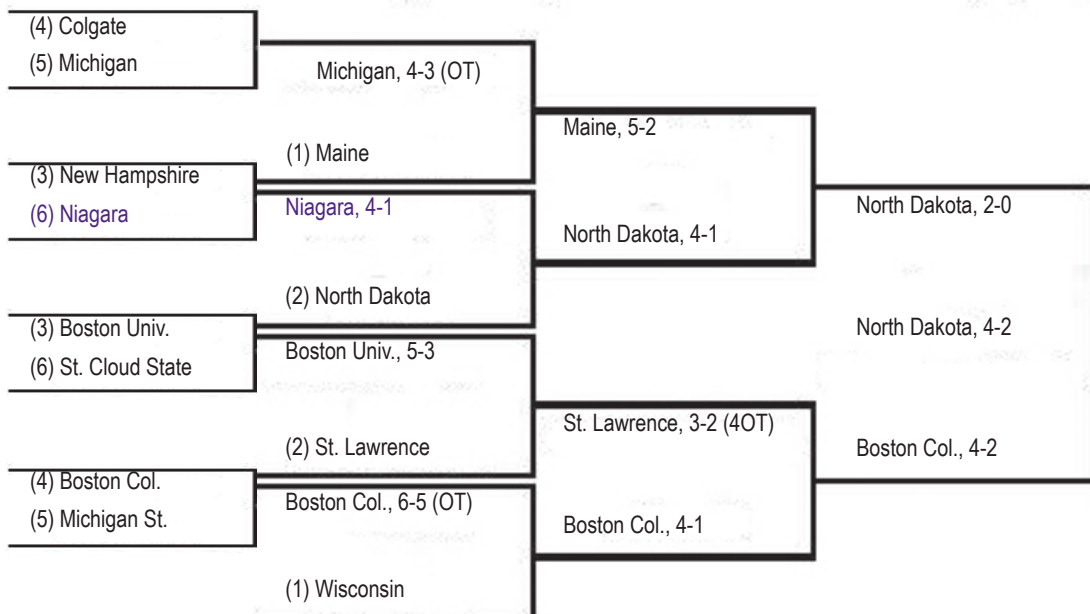 (4) Colgate
(5) Michigan
(3) New Hampshire
(6) Niagara
(3) Boston Univ.
(6) St. Cloud State
(4) Boston Col.
(5) Michigan St.
Michigan, 4-3 (OT)
(1) Maine
Niagara, 4-1
(2) North Dakota
Boston Univ., 5-3
(2) St. Lawrence
Boston Col., 6-5 (OT)
(1) Wisconsin
Maine, 5-2
North Dakota, 4-1
St. Lawrence, 3-2 (4OT)
Boston Col., 4-1
North Dakota, 2-0
North Dakota, 4-2
Boston Col., 4-2